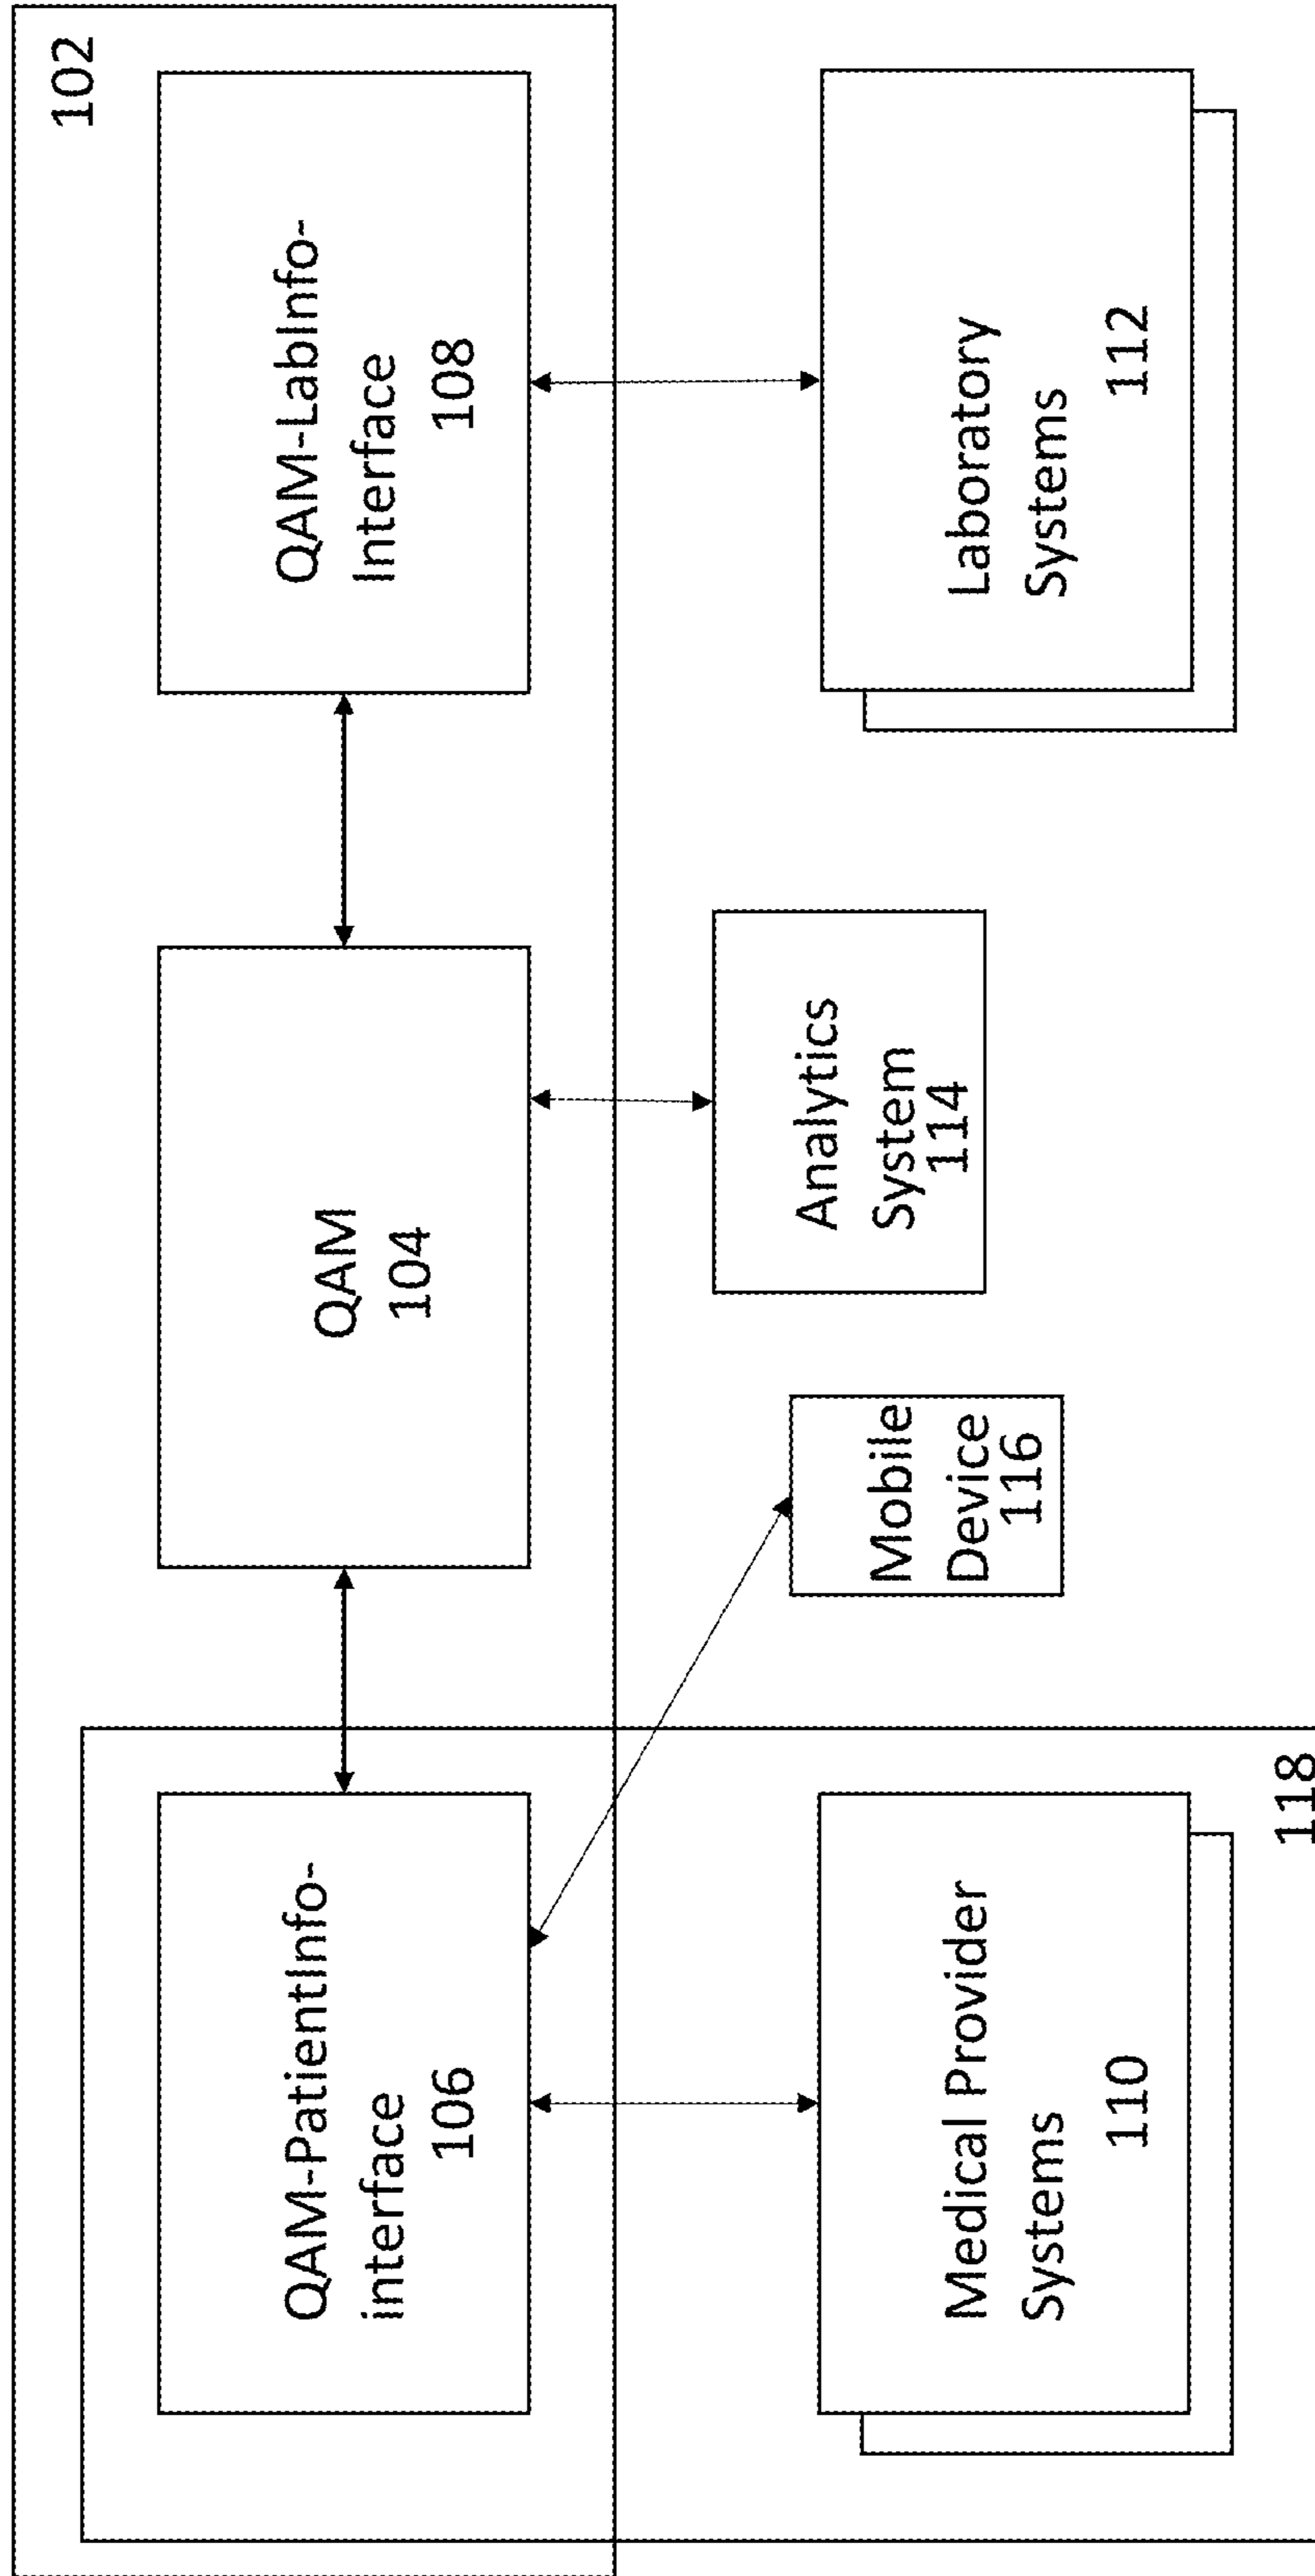 102
QAM-PatientInfo-
interface
106
QAM
104
QAM-LabInfo-
Interface
108
Medical Provider
Systems
110
Mobile
Device
116
Analytics
System
114
Laboratory
Systems
112
118